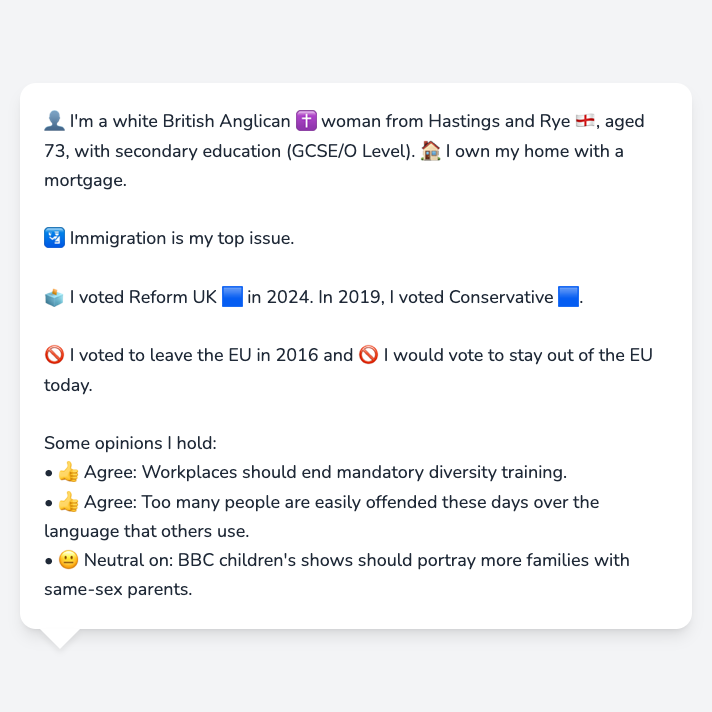 👤 I'm a white British Anglican ✝️ woman from Hastings and Rye 🏴󠁧󠁢󠁥󠁮󠁧󠁿, aged
73, with secondary education (GCSE/O Level). 🏠 I own my home with a
mortgage.
🛂 Immigration is my top issue.
🗳️ I voted Reform UK 🟦 in 2024. In 2019, I voted Conservative 🟦.
🚫 I voted to leave the EU in 2016 and 🚫 I would vote to stay out of the EU
today.
Some opinions I hold:
• 👍 Agree: Workplaces should end mandatory diversity training.
• 👍 Agree: Too many people are easily offended these days over the
language that others use.
• 😐 Neutral on: BBC children's shows should portray more families with
same-sex parents.